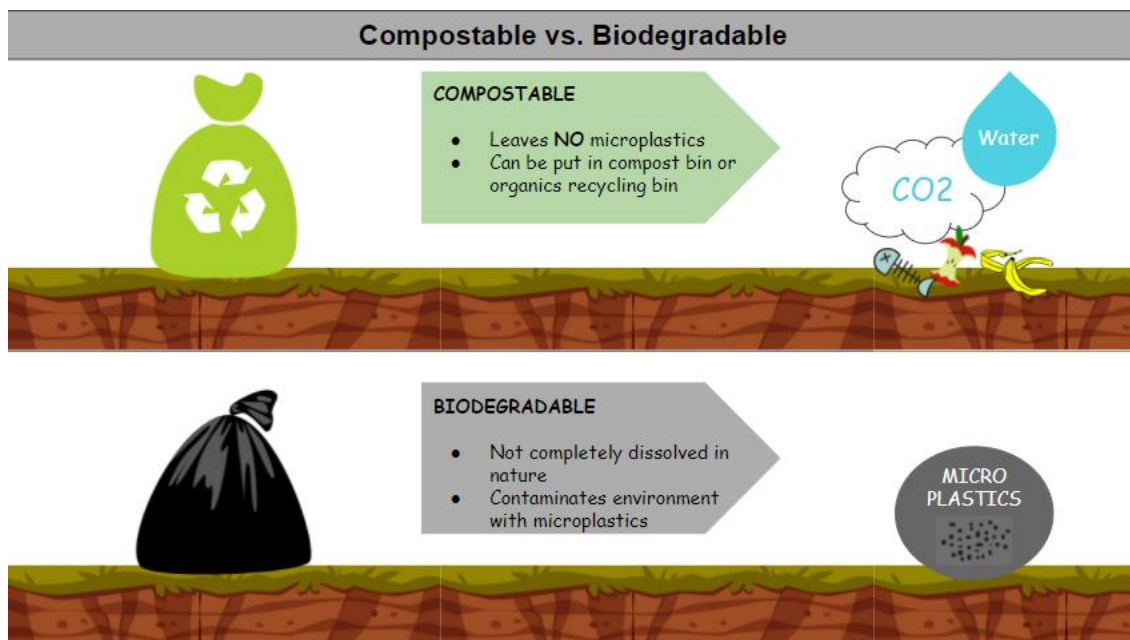 Compostable vs. Biodegradable
COMPOSTABLE
● Leaves NO microplastics
● Can be put in compost bin or
organics recycling bin
Water
CO2
BIODEGRADABLE
● Not completely dissolved in
nature
● Contaminates environment
with microplastics
MICRO
PLASTICS